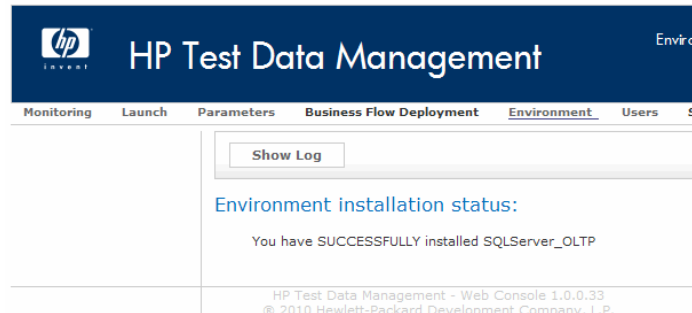 hp
invent
HP Test Data Management
Monitoring Launch Parameters Business Flow Deployment Environment Users
Show Log
Environment installation status:
You have SUCCESSFULLY installed SQLServer_OLTP
HP Test Data Management - Web Console 1.0.0.33
© 2010 Hewlett-Packard Development Company, L.P.